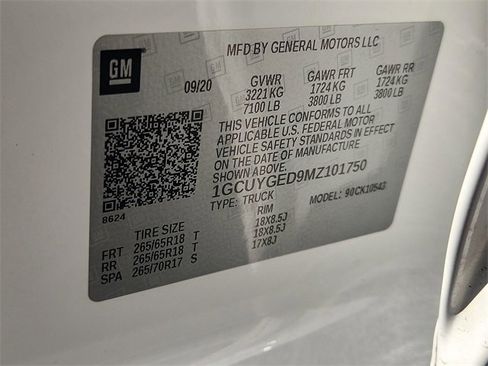 GM
MFD BY GENERAL MOTORS LLC
09/20 GVWR GAWR FRT GAWR RR
3221 KG 1724 KG 1724 KG
7100 LB 3800 LB 3800 LB
THIS VEHICLE CONFORMS TO ALL
APPLICABLE U.S. FEDERAL MOTOR
VEHICLE SAFETY STANDARDS IN EFFECT
ON THE DATE OF MANUFACTURE
1GCUYGED9MZ101750
TYPE: TRUCK MODEL: 90CK10543
8624
TIRE SIZE RIM
FRT 265/65R18 T 18X8.5J
RR 265/65R18 T 18X8.5J
SPA 265/70R17 S 17X8J